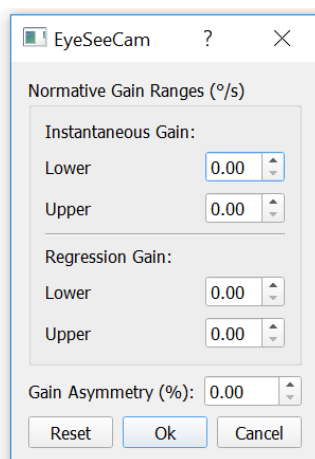 EyeSeeCam ?
Normative Gain Ranges (°/s)
Instantaneous Gain:
Lower 0.00
Upper 0.00
Regression Gain:
Lower 0.00
Upper 0.00
Gain Asymmetry (%): 0.00
Reset Ok Cancel